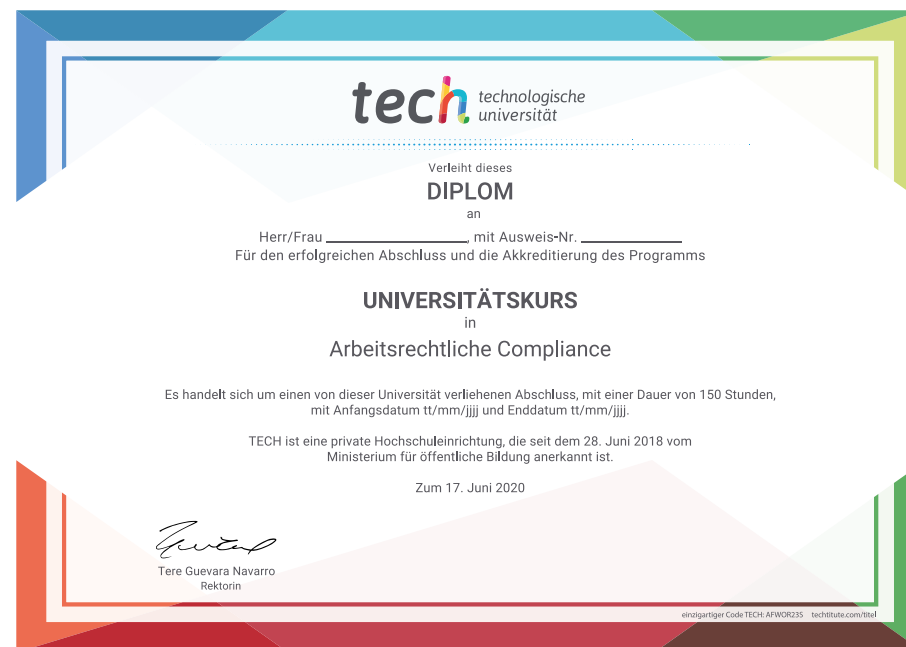 tech technologische
universität
Verleiht dieses
DIPLOM
an
Herr/Frau ____________________, mit Ausweis-Nr. ______________
Für den erfolgreichen Abschluss und die Akkreditierung des Programms
UNIVERSITÄTSKURS
in
Arbeitsrechtliche Compliance
Es handelt sich um einen von dieser Universität verliehenen Abschluss, mit einer Dauer von 150 Stunden,
mit Anfangsdatum tt/mm/jjjj und Enddatum tt/mm/jjjj.
TECH ist eine private Hochschuleinrichtung, die seit dem 28. Juni 2018 vom
Ministerium für öffentliche Bildung anerkannt ist.
Zum 17. Juni 2020
Tere Guevara Navarro
Rektorin
einzigartiger Code TECH: AFWOR23S techtitute.com/titel